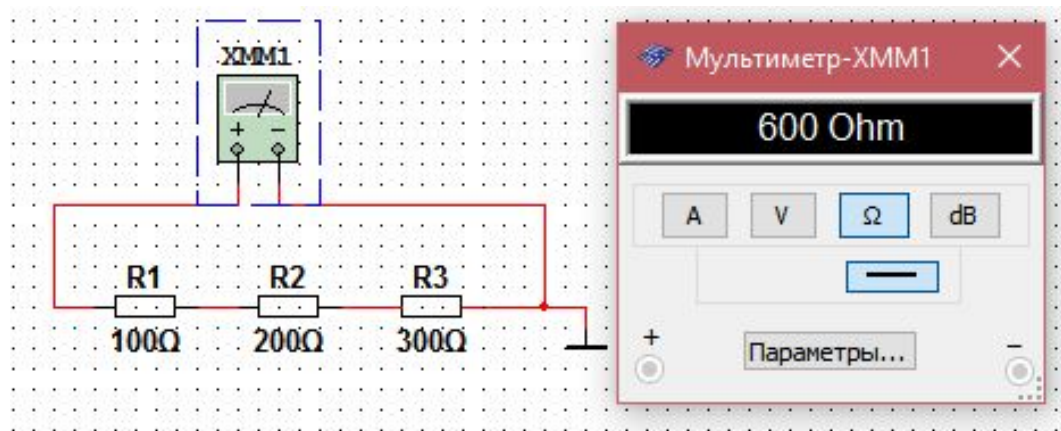 XMM1
+ −
R1 R2 R3
100Ω 200Ω 300Ω
Мультиметр-XMM1 ×
600 Ohm
A V Ω dB
+ −
Параметры...